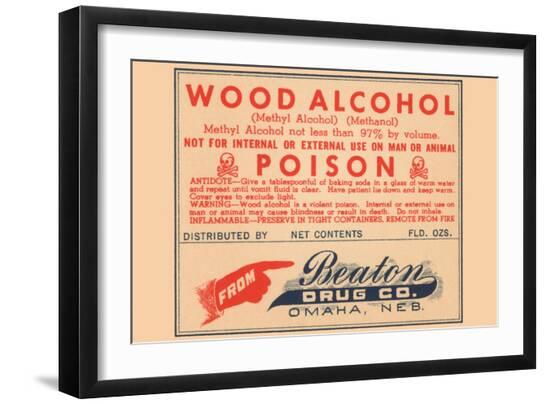 WOOD ALCOHOL
(Methyl Alcohol) (Methanol)
Methyl Alcohol not less than 97% by volume.
NOT FOR INTERNAL OR EXTERNAL USE ON MAN OR ANIMAL
POISON
ANTIDOTE—Give a tablespoonful of baking soda in a glass of warm water
and repeat until vomit fluid is clear. Have patient lie down and keep warm.
Cover eyes to exclude light.
WARNING—Wood alcohol is a violent poison. Internal or external use on
man or animal may cause blindness or result in death. Do not inhale.
INFLAMMABLE—PRESERVE IN TIGHT CONTAINERS, REMOTE FROM FIRE
DISTRIBUTED BY NET CONTENTS FLD. OZS.
FROM
Beaton
DRUG CO.
OMAHA, NEB.